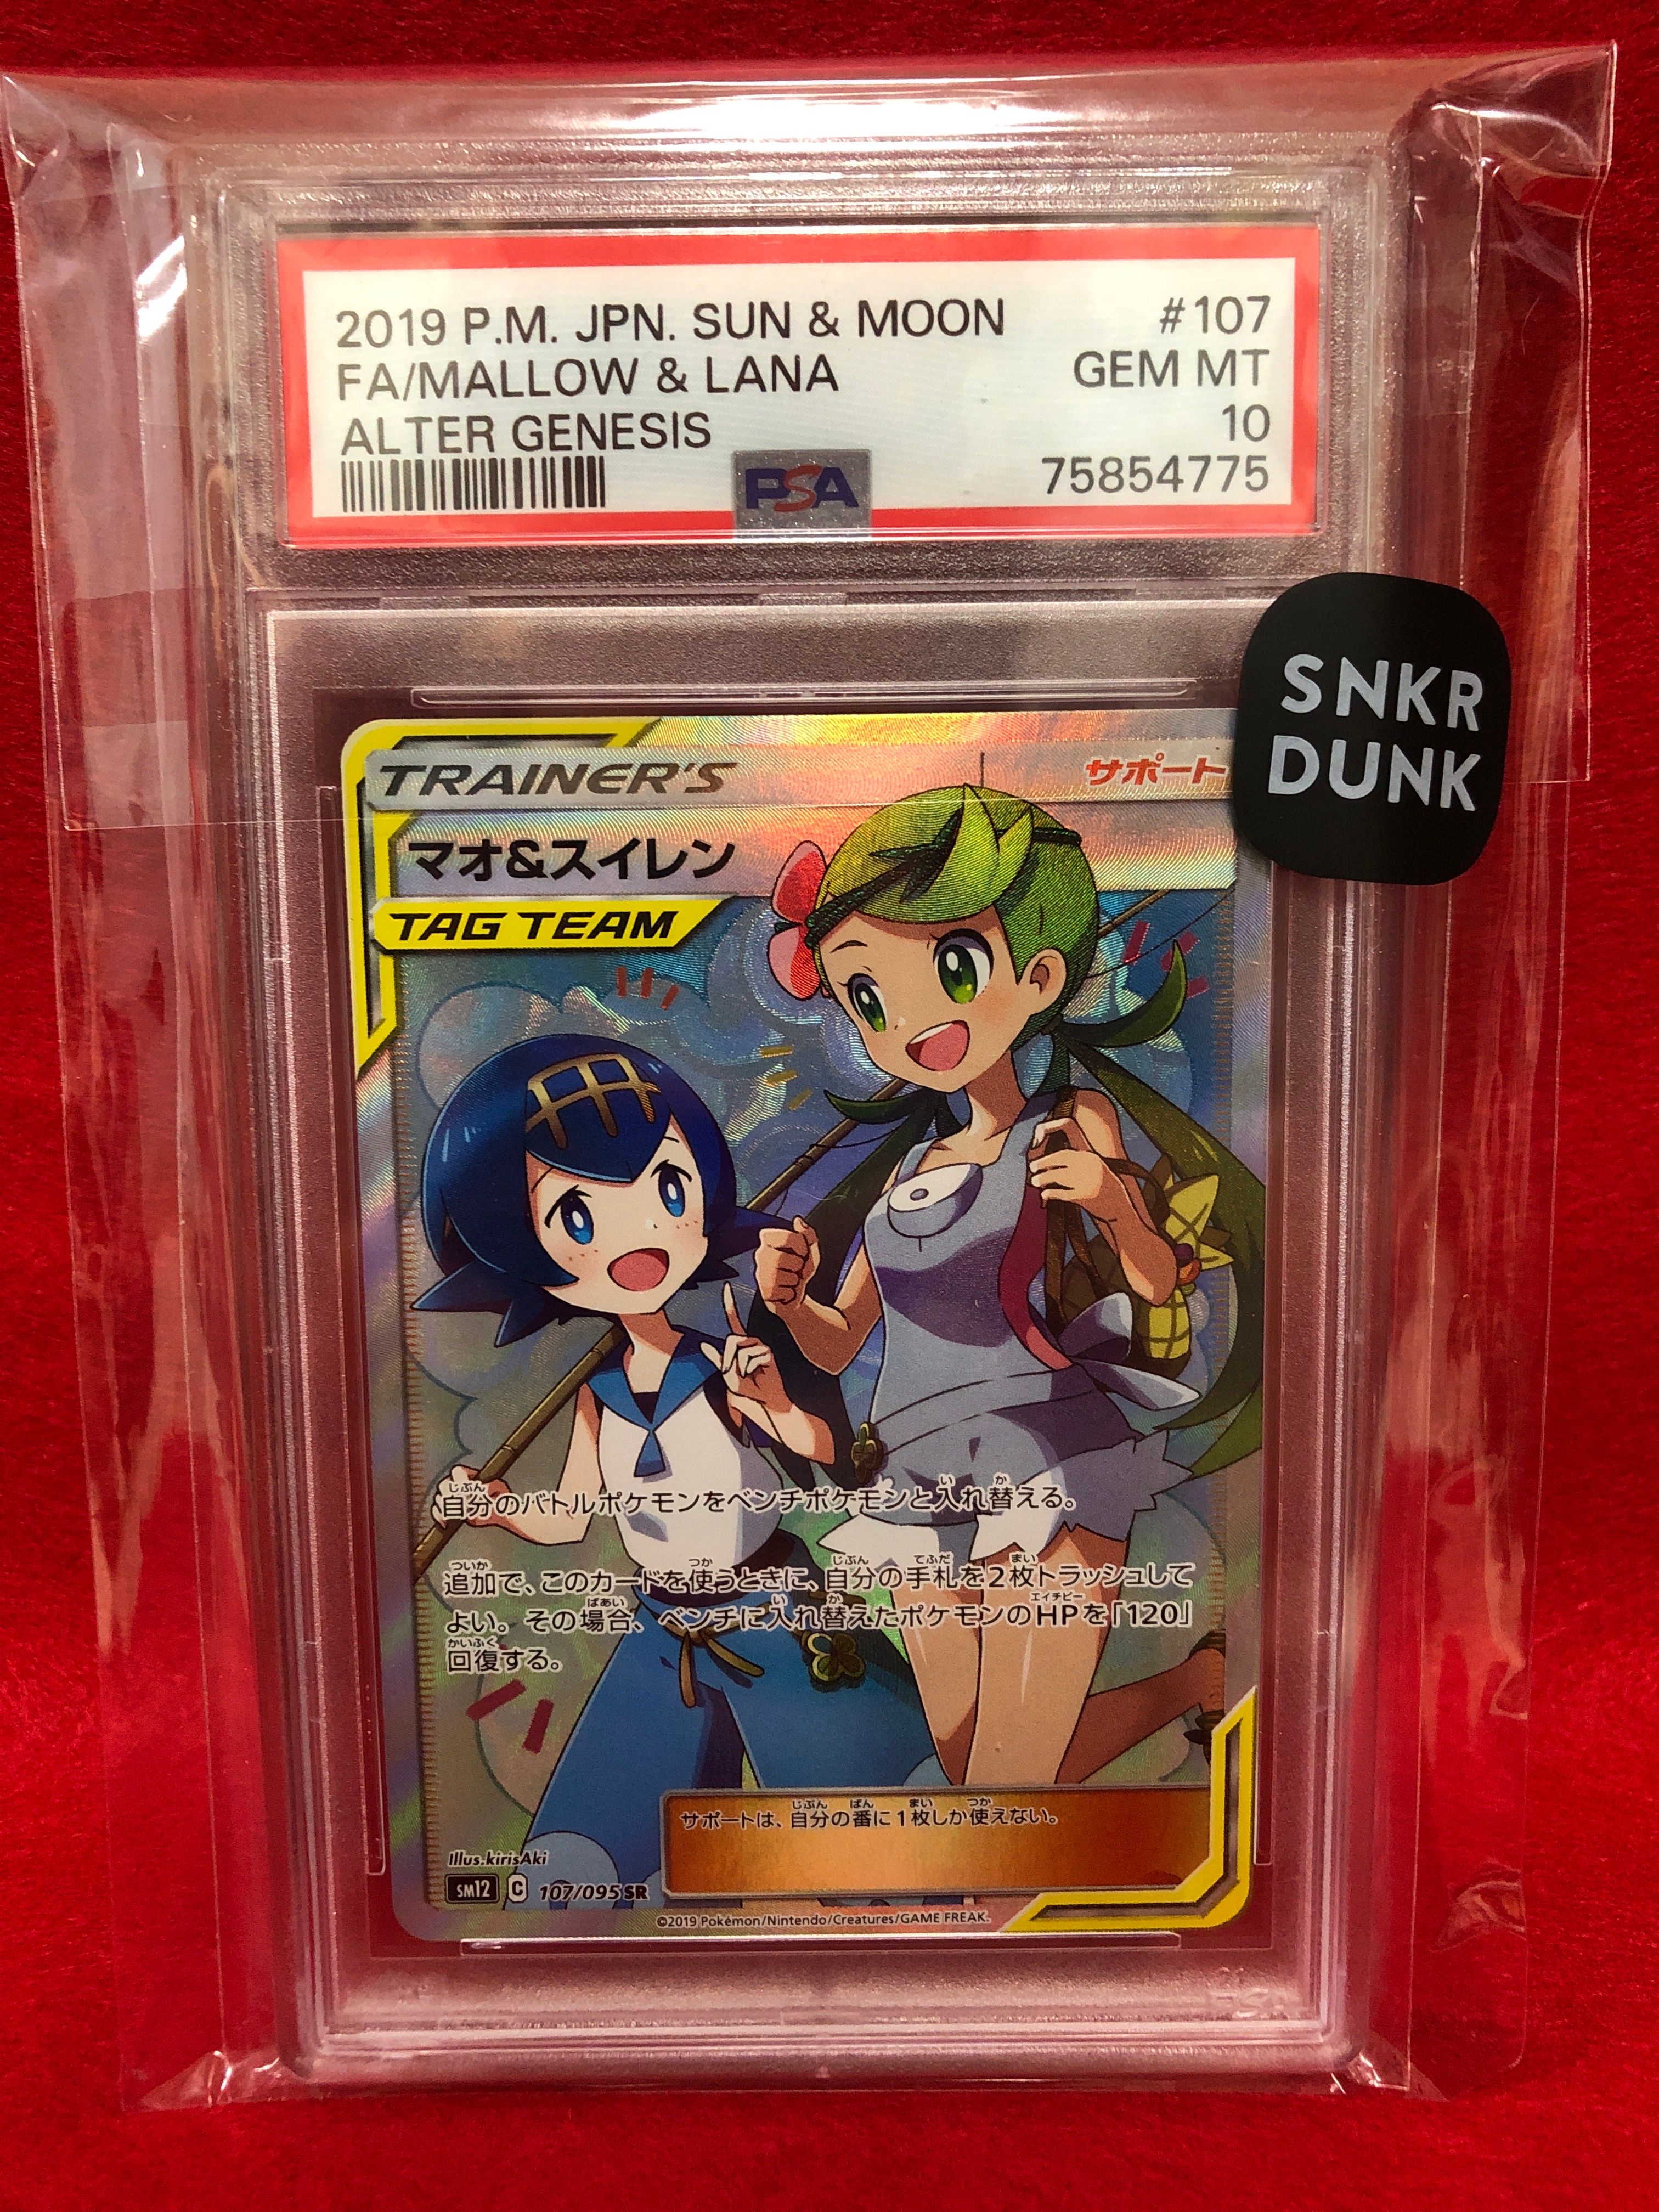 2019 P.M. JPN. SUN & MOON #107
FA/MALLOW & LANA GEM MT
ALTER GENESIS 10
PSA 75854775
SNKR
DUNK
TRAINER'S サポート
マオ&スイレン
TAG TEAM
自分のバトルポケモンをベンチポケモンと入れ替える。
追加で、このカードを使うときに、自分の手札を2枚トラッシュして
よい。その場合、ベンチに入れ替えたポケモンのHPを「120」
回復する。
サポートは、自分の番に1枚しか使えない。
Illus.kirisAki
SM12 C 107/095 SR
©2019 Pokémon/Nintendo/Creatures/GAME FREAK.